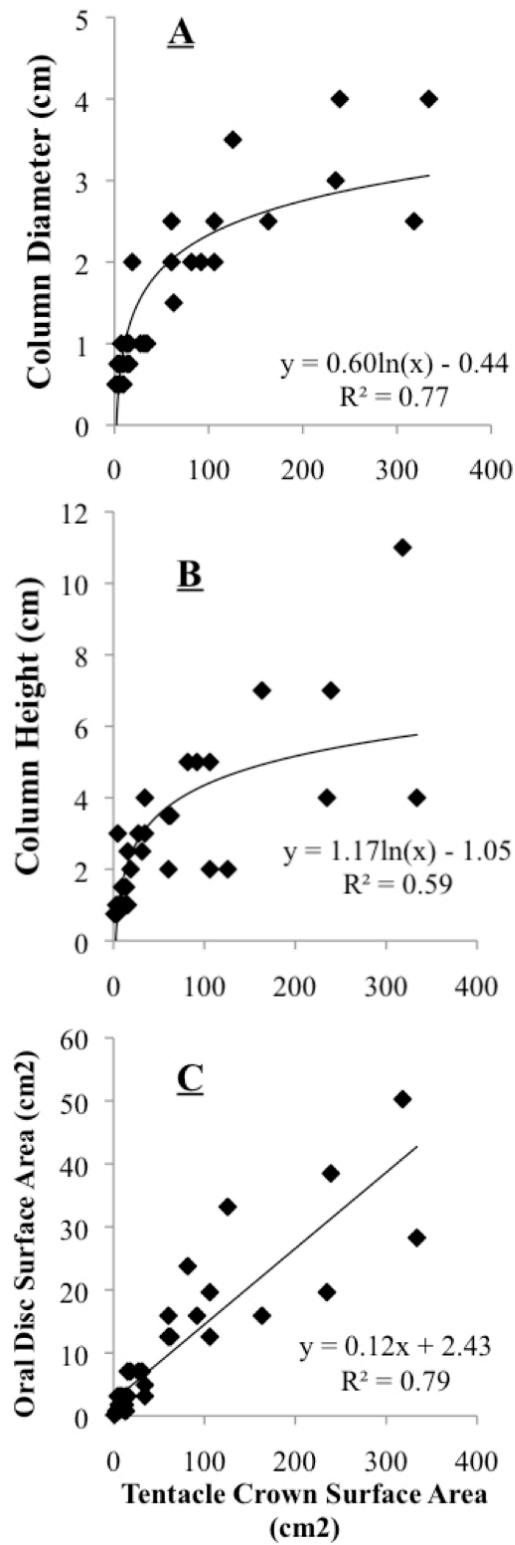 A
Column Diameter (cm)
5
4
3
2
1
0
y = 0.60ln(x) - 0.44
R² = 0.77
0 100 200 300 400
B
Column Height (cm)
12
10
8
6
4
2
0
y = 1.17ln(x) - 1.05
R² = 0.59
0 100 200 300 400
C
Oral Disc Surface Area (cm2)
60
50
40
30
20
10
0
y = 0.12x + 2.43
R² = 0.79
0 100 200 300 400
Tentacle Crown Surface Area
(cm2)